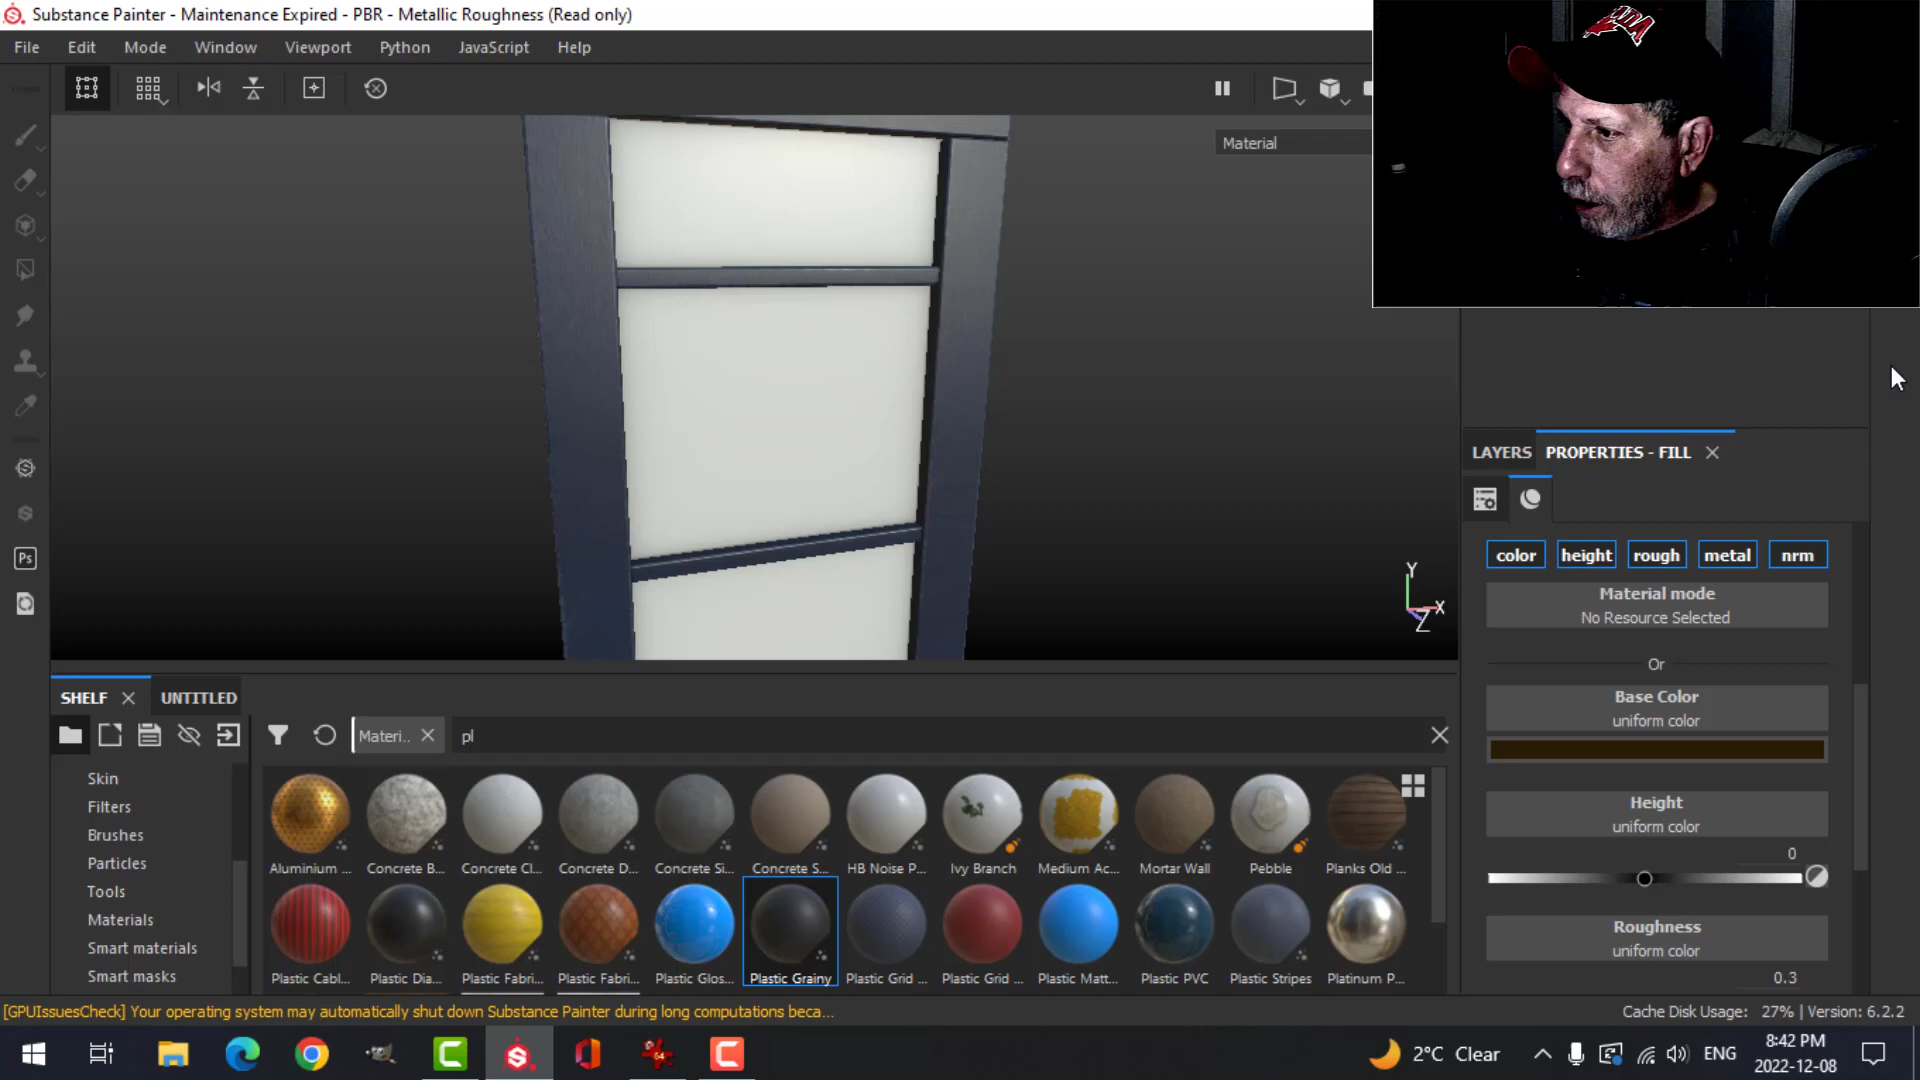 Substance Painter - Maintenance Expired - PBR - Metallic Roughness (Read only)
File Edit Mode Window Viewport Python JavaScript Help
Material
LAYERS PROPERTIES - FILL
color height rough metal nrm
Material mode
No Resource Selected
Or
Base Color
uniform color
Height
uniform color
0
Roughness
uniform color
0.3
Y
X
Z
Ps
SHELF UNTITLED
Materi.. pl
Skin
Filters
Brushes
Particles
Tools
Materials
Smart materials
Smart masks
Aluminium ... Concrete B... Concrete Cl... Concrete D... Concrete Si... Concrete S... HB Noise P... Ivy Branch Medium Ac... Mortar Wall Pebble Planks Old ...
Plastic Cabl... Plastic Dia... Plastic Fabri... Plastic Fabri... Plastic Glos... Plastic Grainy Plastic Grid ... Plastic Grid ... Plastic Matt... Plastic PVC Plastic Stripes Platinum P...
[GPUIssuesCheck] Your operating system may automatically shut down Substance Painter during long computations beca...
Cache Disk Usage: 27% | Version: 6.2.2
2°C Clear
ENG
8:42 PM
2022-12-08